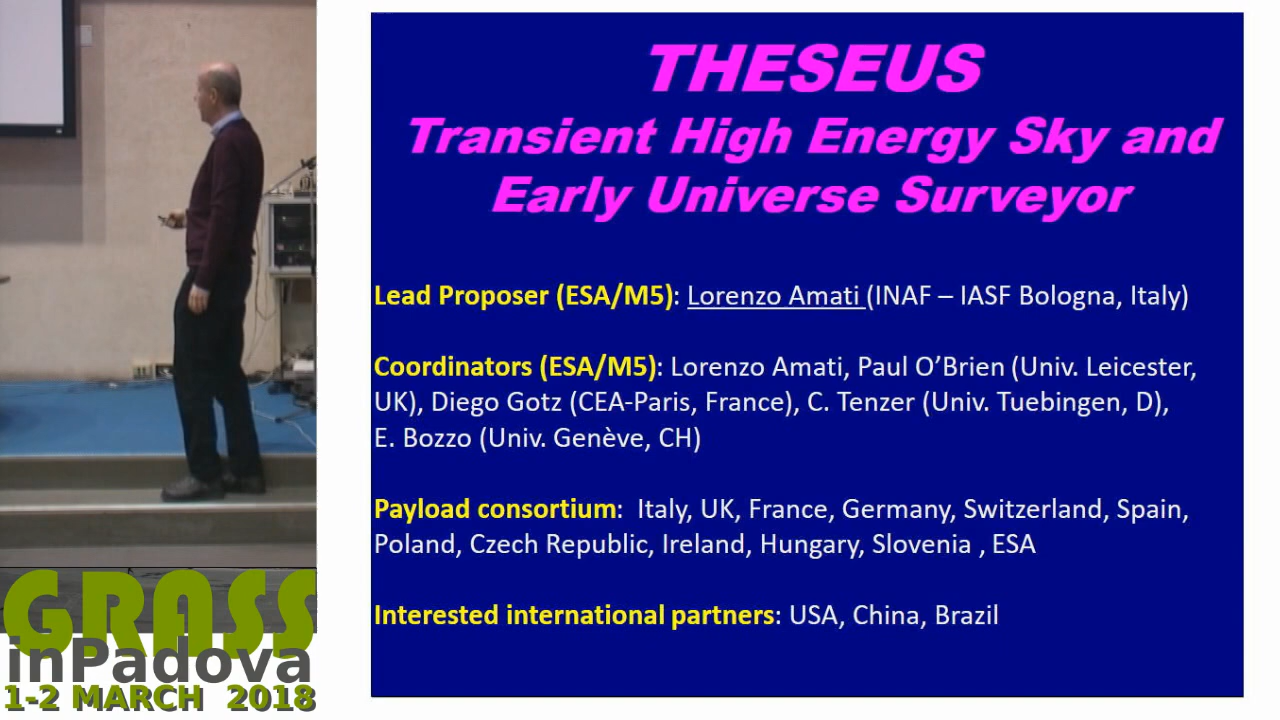 THESEUS
Transient High Energy Sky and
Early Universe Surveyor
Lead Proposer (ESA/M5): Lorenzo Amati (INAF – IASF Bologna, Italy)
Coordinators (ESA/M5): Lorenzo Amati, Paul O’Brien (Univ. Leicester,
UK), Diego Gotz (CEA-Paris, France), C. Tenzer (Univ. Tuebingen, D),
E. Bozzo (Univ. Genève, CH)
Payload consortium:  Italy, UK, France, Germany, Switzerland, Spain,
Poland, Czech Republic, Ireland, Hungary, Slovenia , ESA
Interested international partners: USA, China, Brazil
GRASS
inPadova
1-2 MARCH 2018